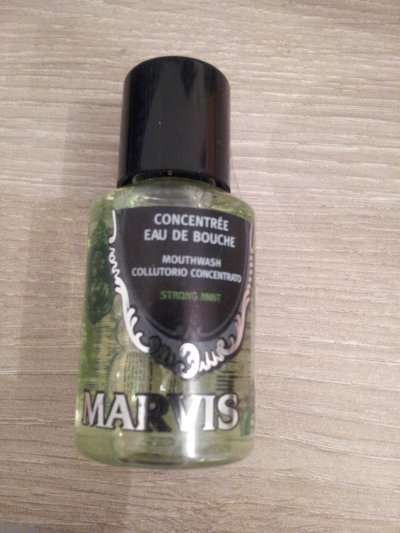 CONCENTRÉE
EAU DE BOUCHE
MOUTHWASH
COLLUTORIO CONCENTRATO
STRONG MINT
MARVIS